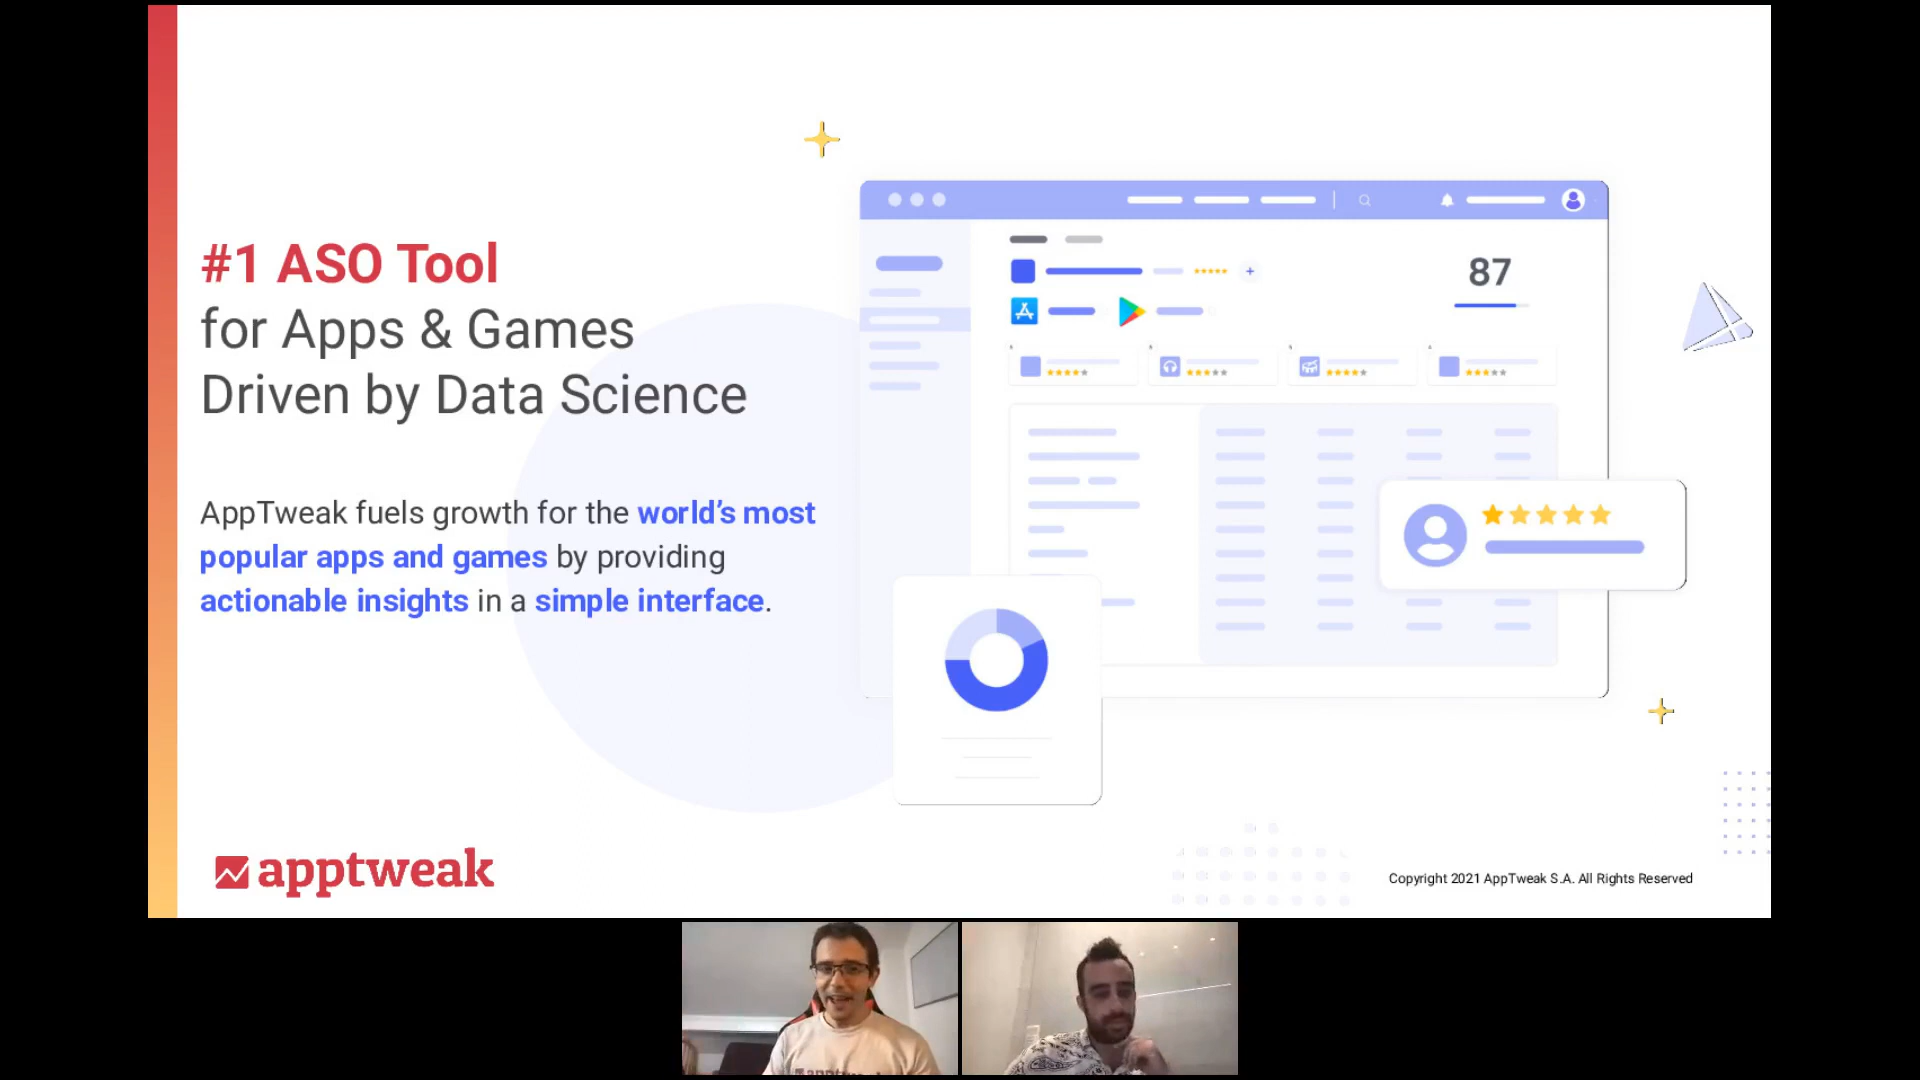 #1 ASO Tool
for Apps & Games
Driven by Data Science
AppTweak fuels growth for the world's most
popular apps and games by providing
actionable insights in a simple interface.
87
apptweak
Copyright 2021 AppTweak S.A. All Rights Reserved